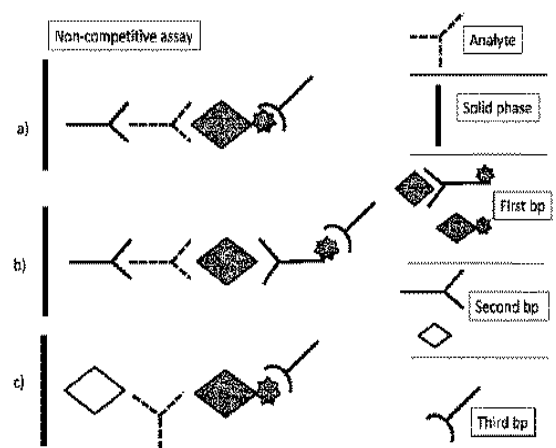 Non-competitive assay
Analyte
Solid phase
a)
First bp
b)
Second bp
c)
Third bp